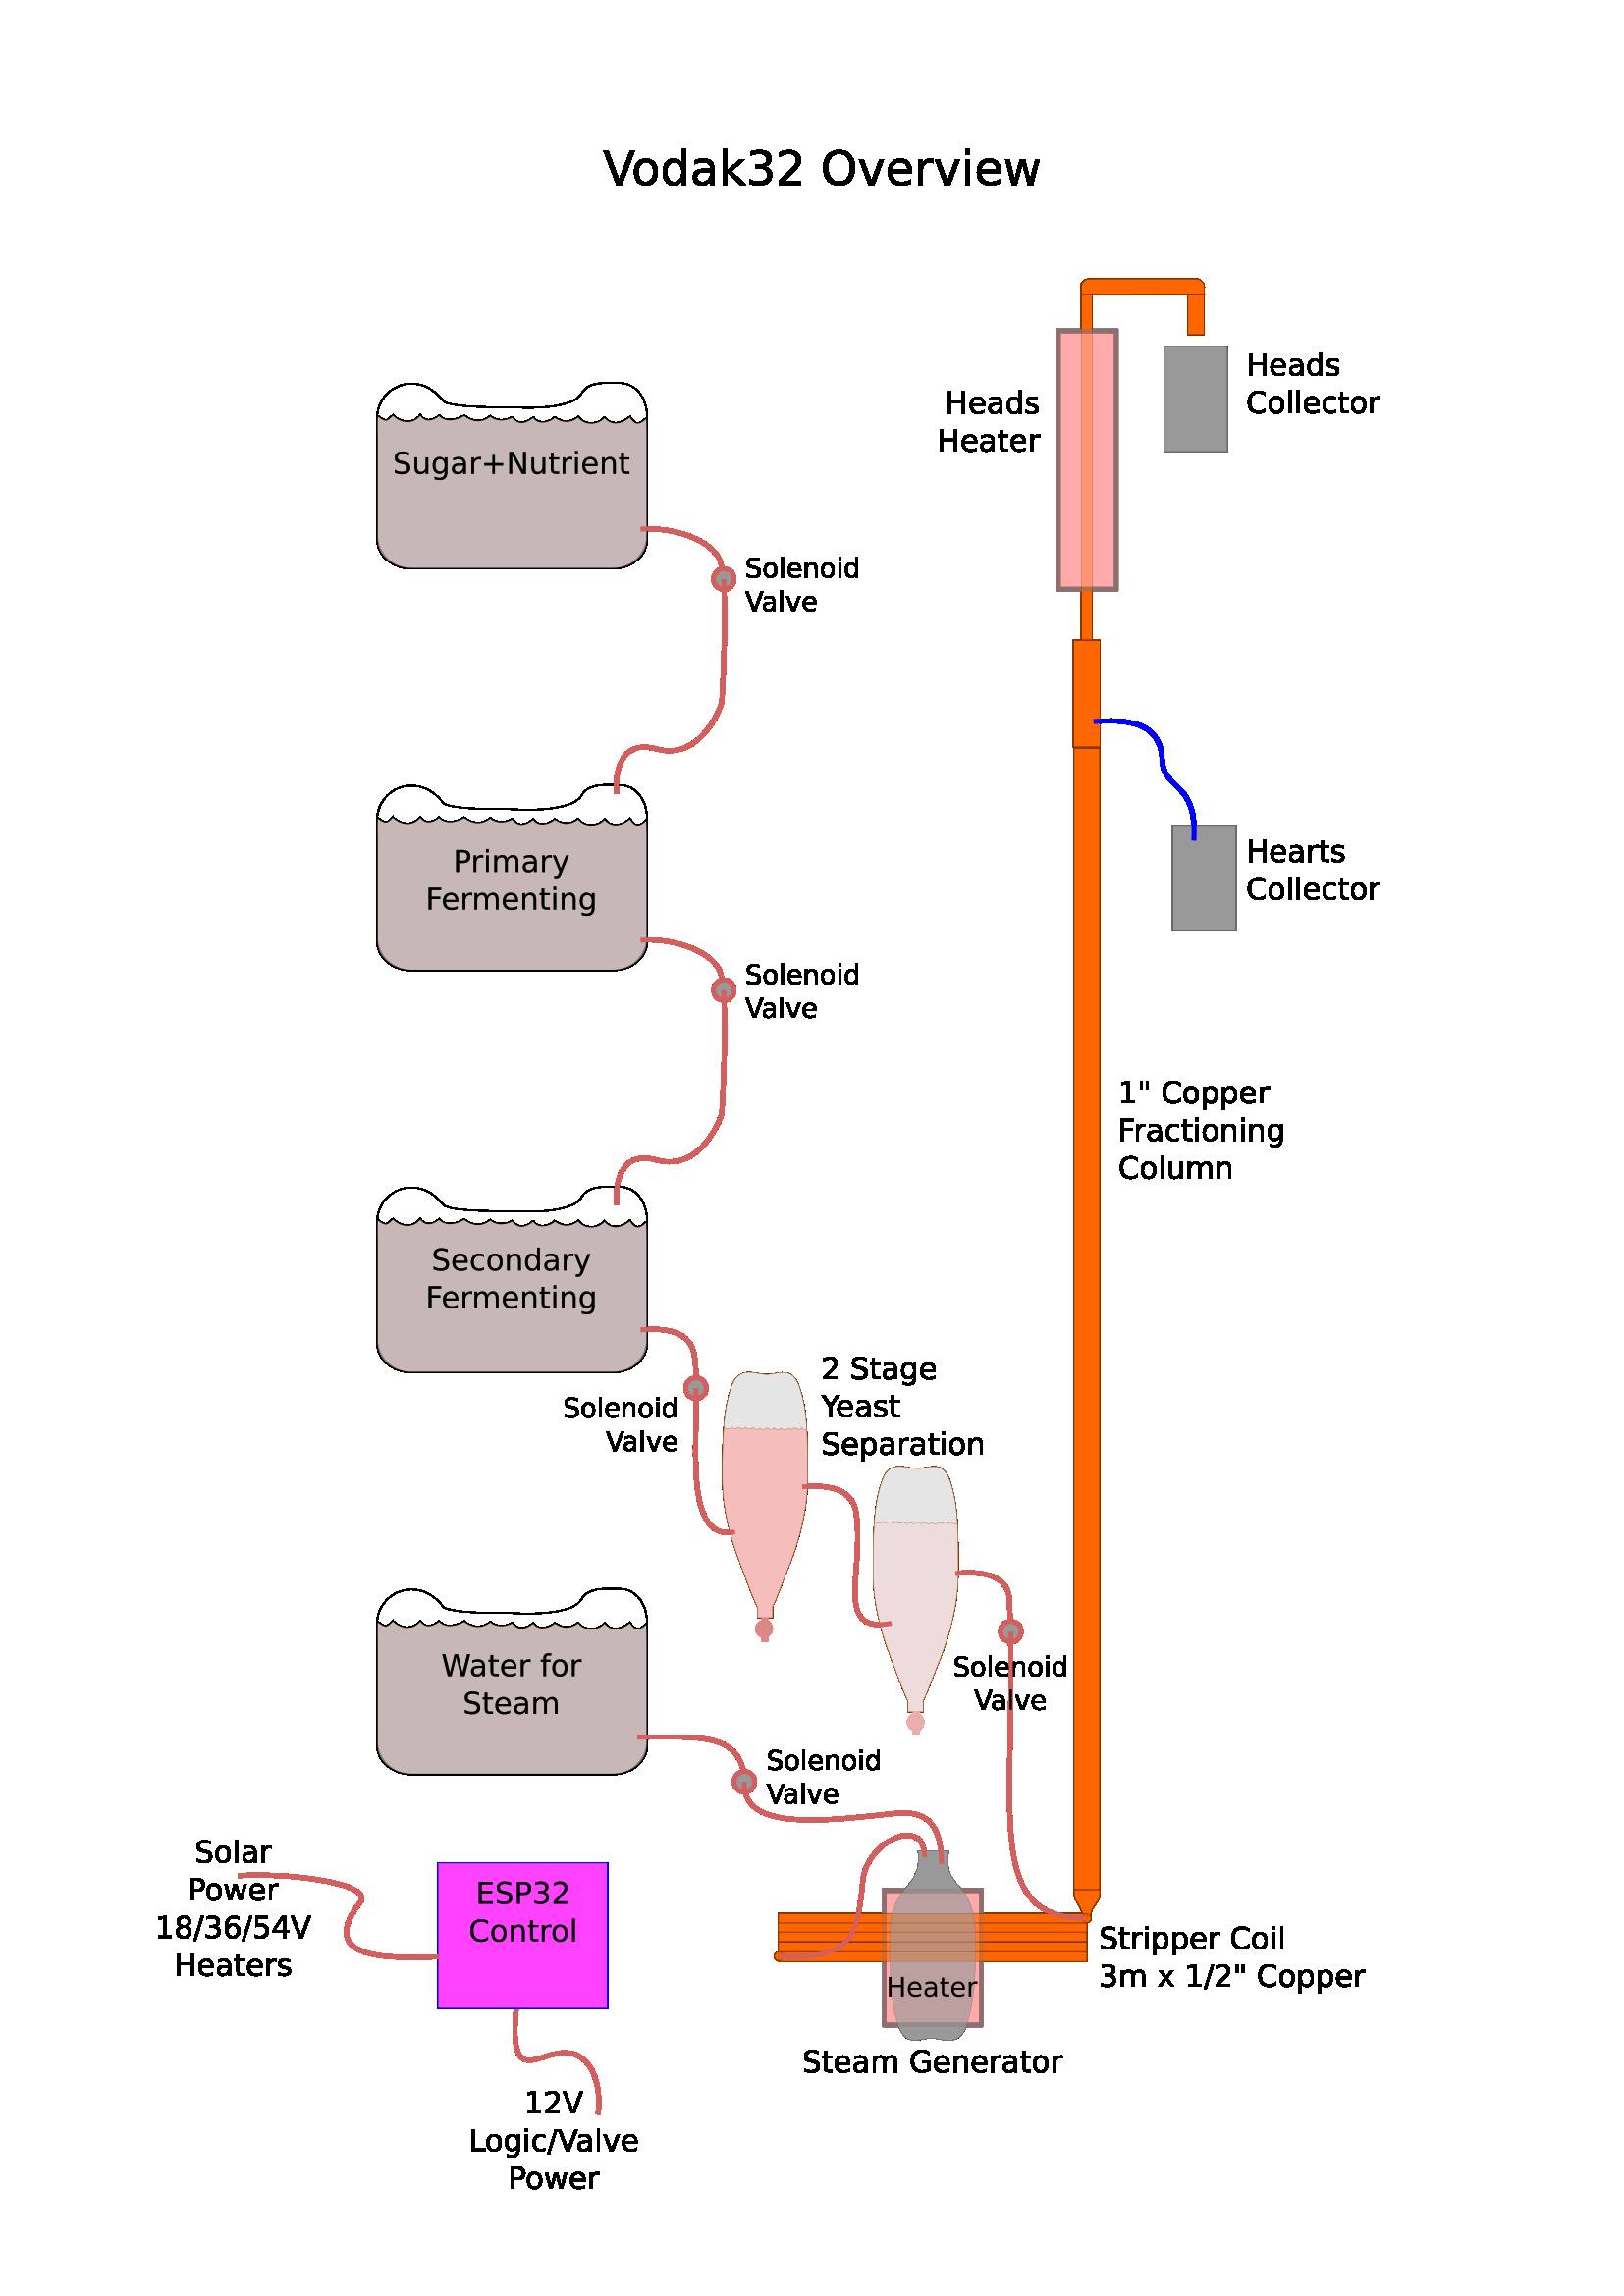 Vodak32 Overview
Heads
Collector
Heads
Heater
Sugar+Nutrient
Solenoid
Valve
Hearts
Collector
Primary
Fermenting
Solenoid
Valve
1" Copper
Fractioning
Column
Secondary
Fermenting
2 Stage
Yeast
Separation
Solenoid
Valve
Water for
Steam
Solenoid
Valve
Solenoid
Valve
Solar
Power
18/36/54V
Heaters
ESP32
Control
Stripper Coil
3m x 1/2" Copper
Heater
Steam Generator
12V
Logic/Valve
Power